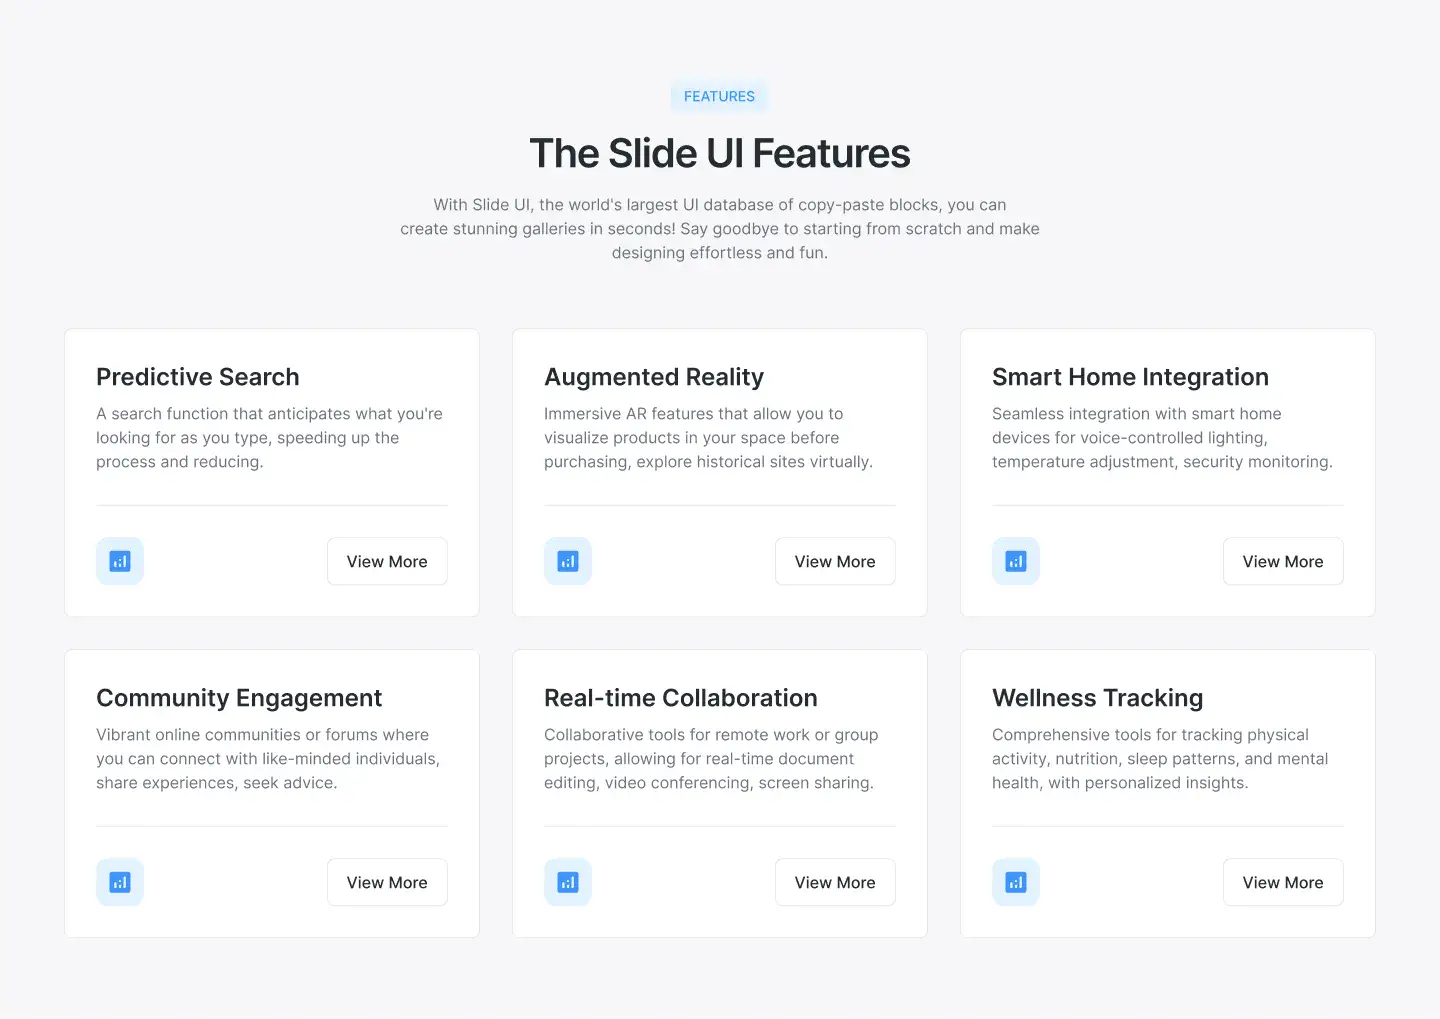 FEATURES
The Slide UI Features
With Slide UI, the world's largest UI database of copy-paste blocks, you can
create stunning galleries in seconds! Say goodbye to starting from scratch and make
designing effortless and fun.
Predictive Search
A search function that anticipates what you're
looking for as you type, speeding up the
process and reducing.
View More
Augmented Reality
Immersive AR features that allow you to
visualize products in your space before
purchasing, explore historical sites virtually.
View More
Smart Home Integration
Seamless integration with smart home
devices for voice-controlled lighting,
temperature adjustment, security monitoring.
View More
Community Engagement
Vibrant online communities or forums where
you can connect with like-minded individuals,
share experiences, seek advice.
View More
Real-time Collaboration
Collaborative tools for remote work or group
projects, allowing for real-time document
editing, video conferencing, screen sharing.
View More
Wellness Tracking
Comprehensive tools for tracking physical
activity, nutrition, sleep patterns, and mental
health, with personalized insights.
View More